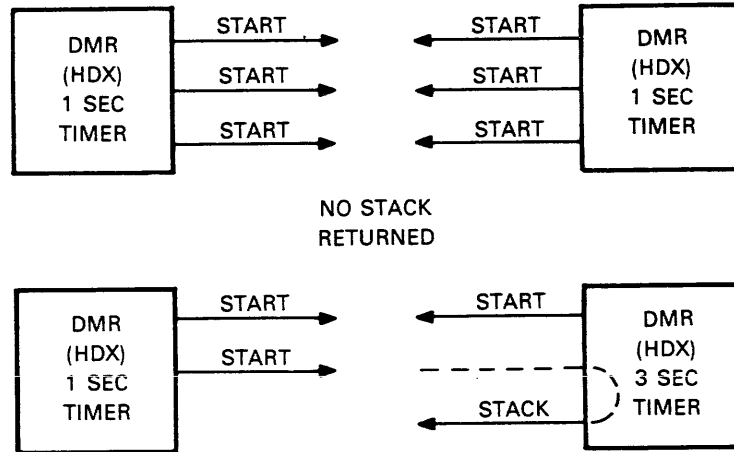 START START
DMR
(HDX)
1 SEC
TIMER
START START
START START
DMR
(HDX)
1 SEC
TIMER
NO STACK
RETURNED
START START
DMR
(HDX)
1 SEC
TIMER
START
STACK
DMR
(HDX)
3 SEC
TIMER